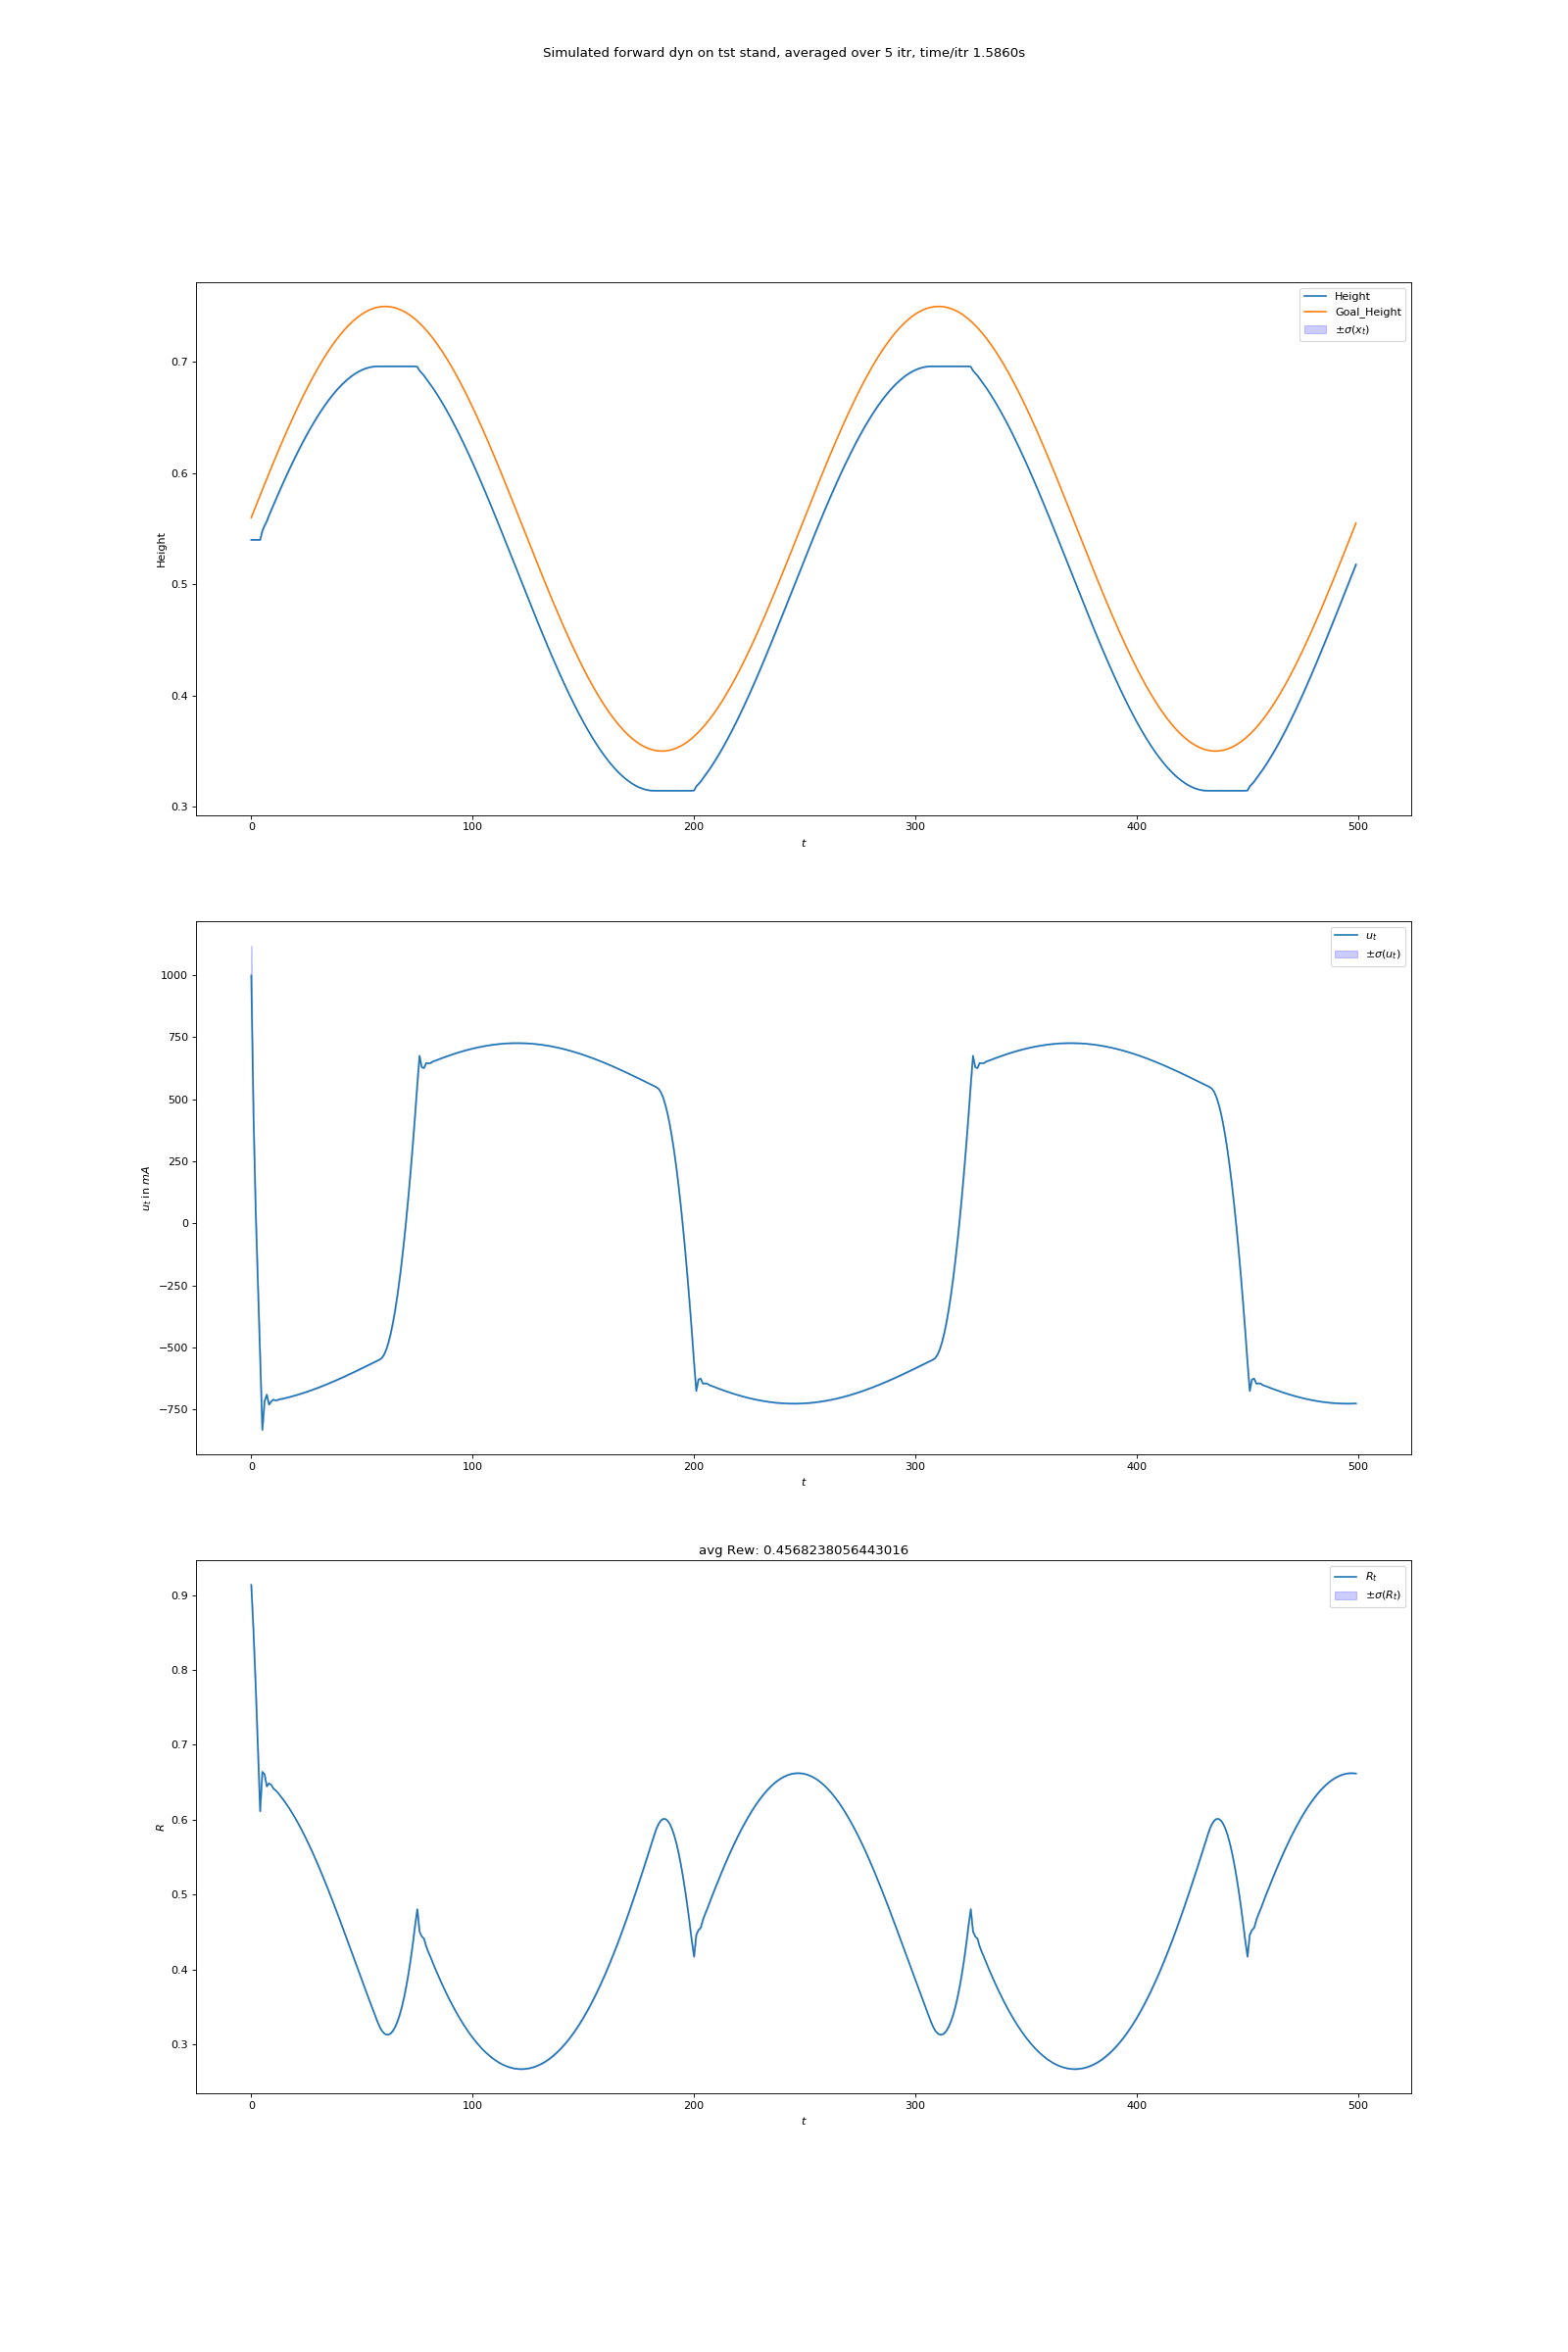 Simulated forward dyn on tst stand, averaged over 5 itr, time/itr 1.5860s
Height
Goal_Height
±σ(x_t)
0.7
0.6
0.5
0.4
0.3
Height
0
100
200
300
400
500
t
u_t
±σ(u_t)
1000
750
500
250
0
−250
−500
−750
u_t in mA
0
100
200
300
400
500
t
avg Rew: 0.4568238056443016
R_t
±σ(R_t)
0.9
0.8
0.7
0.6
0.5
0.4
0.3
R
0
100
200
300
400
500
t